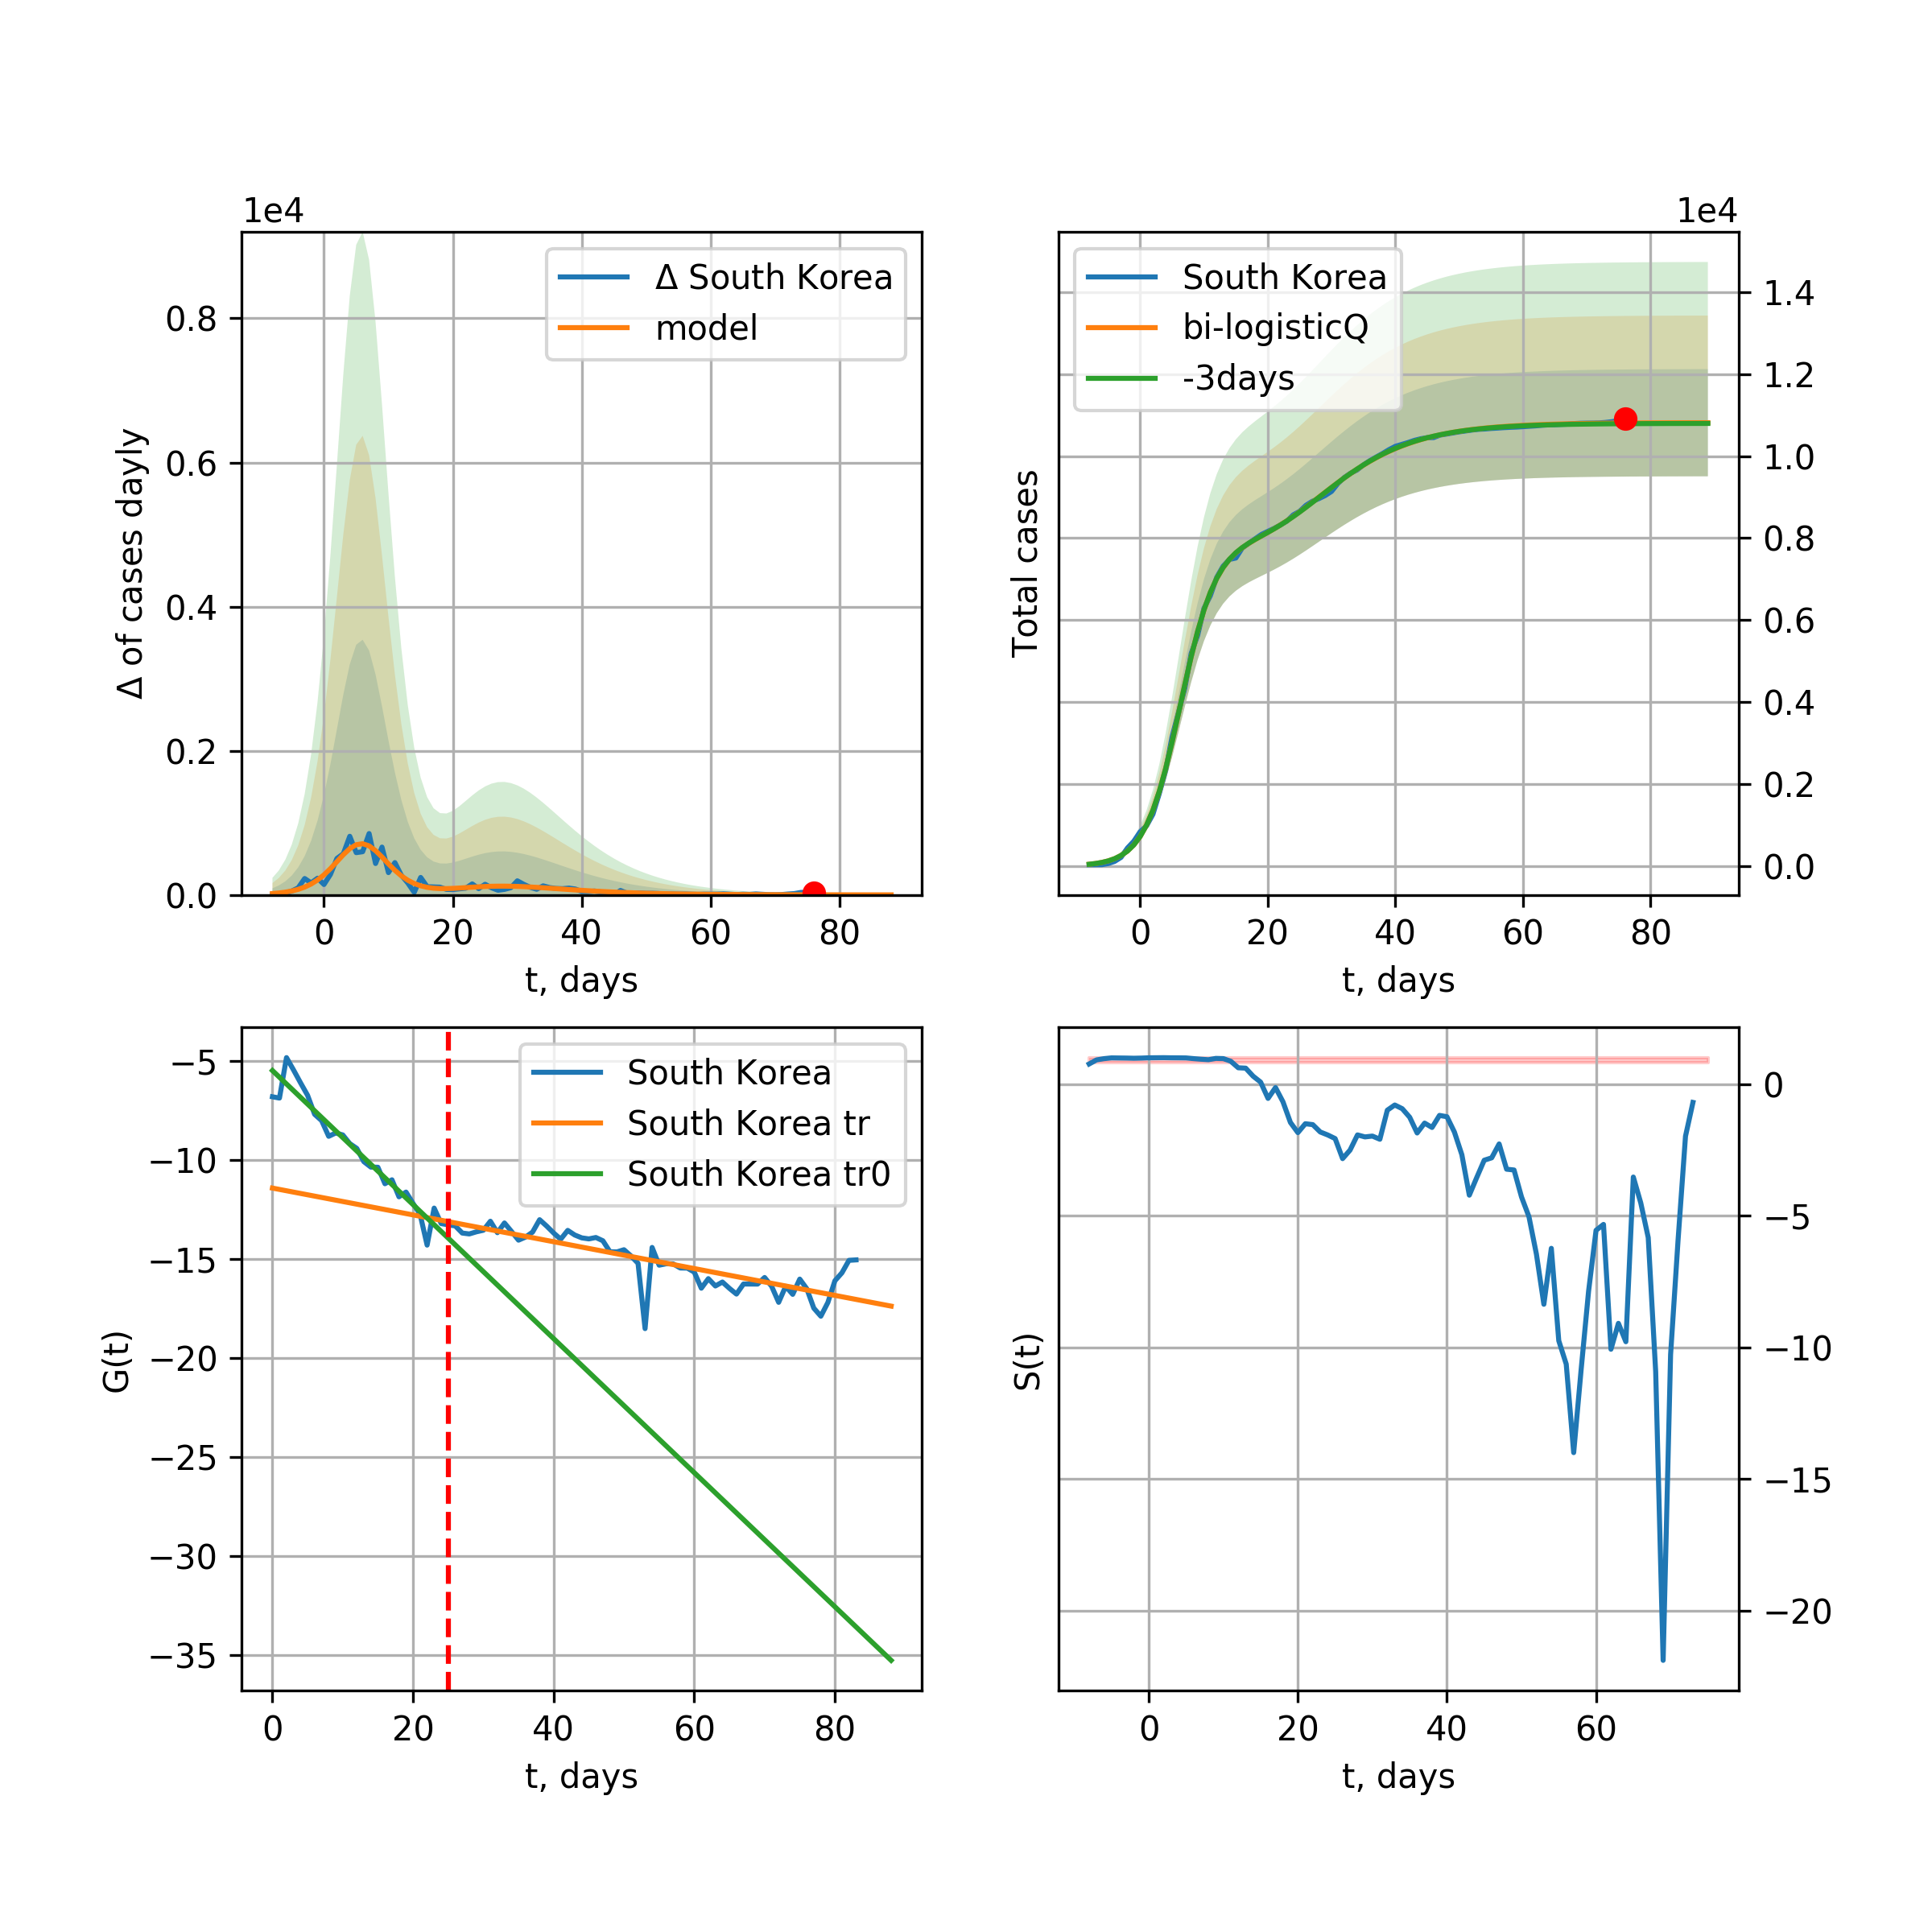 1e4
Δ of cases dayly
0.8
0.6
0.4
0.2
0.0
Δ South Korea
model
0 20 40 60 80
t, days
1e4
Total cases
South Korea
bi-logisticQ
-3days
1.4
1.2
1.0
0.8
0.6
0.4
0.2
0.0
0 20 40 60 80
t, days
G(t)
−5
−10
−15
−20
−25
−30
−35
South Korea
South Korea tr
South Korea tr0
0 20 40 60 80
t, days
S(t)
0
−5
−10
−15
−20
0 20 40 60
t, days